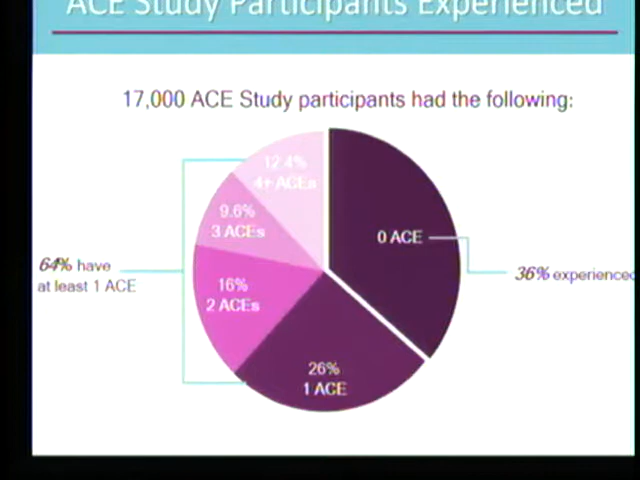 ACE Study Participants Experienced
17,000 ACE Study participants had the following:
12.4%
4+ ACEs
9.6%
3 ACEs
0 ACE
64% have
at least 1 ACE
36% experienced
16%
2 ACEs
26%
1 ACE